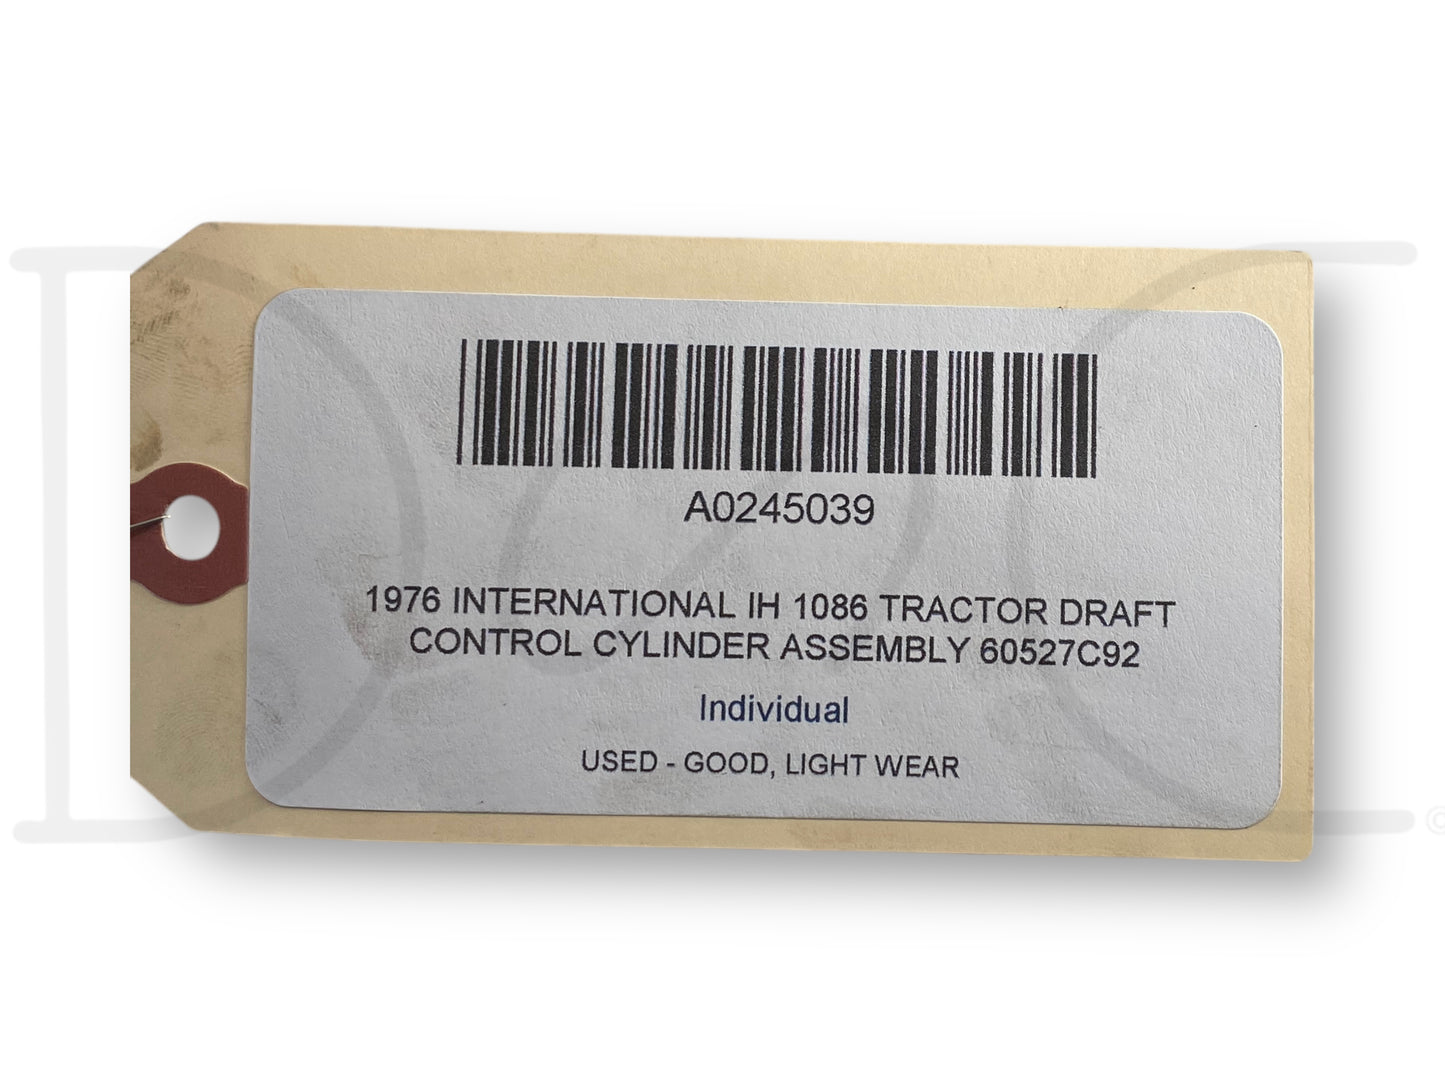 A0245039
1976 INTERNATIONAL IH 1086 TRACTOR DRAFT
CONTROL CYLINDER ASSEMBLY 60527C92
Individual
USED - GOOD, LIGHT WEAR